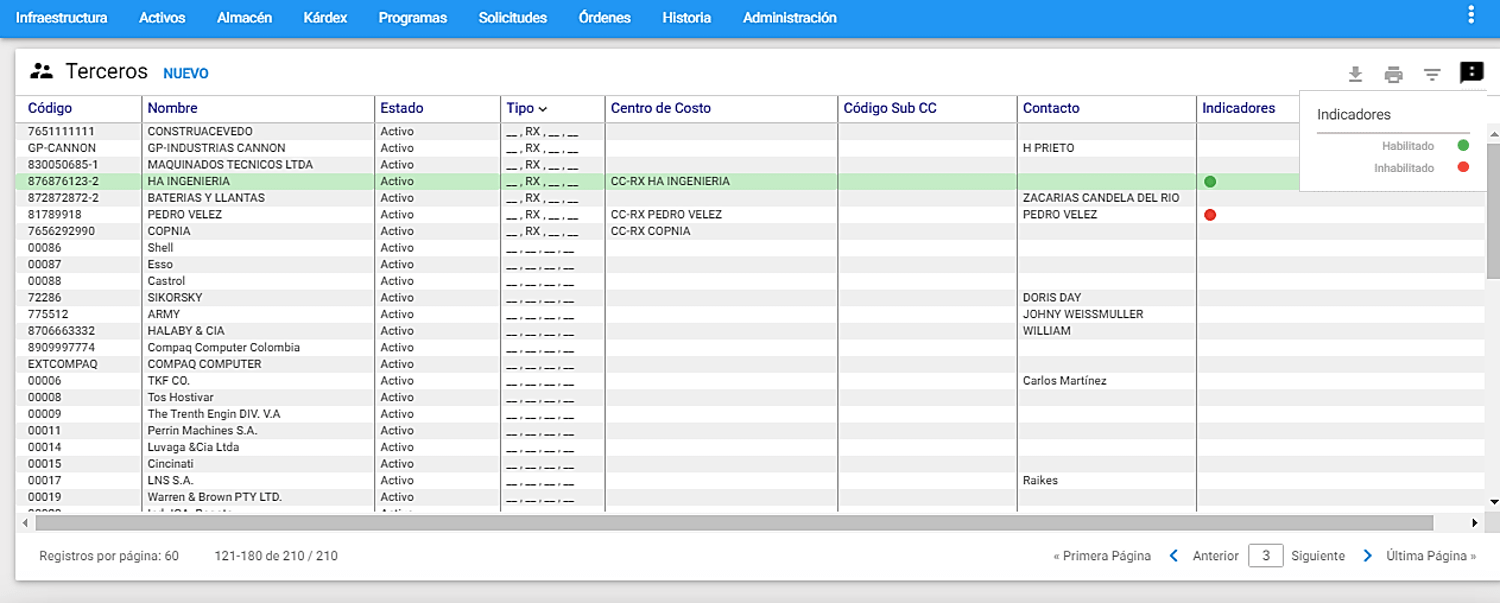 Infraestructura Activos Almacén Kárdex Programas Solicitudes Órdenes Historia Administración
Terceros NUEVO
Código Nombre Estado Tipo Centro de Costo Código Sub CC Contacto Indicadores
Indicadores
Habilitado
Inhabilitado
7651111111 CONSTRUACEVEDO Activo __ , RX , __ , __
GP-CANNON GP-INDUSTRIAS CANNON Activo __ , RX , __ , __ H PRIETO
830050685-1 MAQUINADOS TECNICOS LTDA Activo __ , RX , __ , __
876876123-2 HA INGENIERIA Activo __ , RX , __ , __ CC-RX HA INGENIERIA
872872872-2 BATERIAS Y LLANTAS Activo __ , RX , __ , __ ZACARIAS CANDELA DEL RIO
81789918 PEDRO VELEZ Activo __ , RX , __ , __ CC-RX PEDRO VELEZ PEDRO VELEZ
7656292990 COPNIA Activo __ , RX , __ , __ CC-RX COPNIA
00086 Shell Activo __ , __ , __ , __
00087 Esso Activo __ , __ , __ , __
00088 Castrol Activo __ , __ , __ , __
72286 SIKORSKY Activo __ , __ , __ , __ DORIS DAY
775512 ARMY Activo __ , __ , __ , __ JOHNY WEISSMULLER
8706663332 HALABY & CIA Activo __ , __ , __ , __ WILLIAM
8909997774 Compaq Computer Colombia Activo __ , __ , __ , __
EXTCOMPAQ COMPAQ COMPUTER Activo __ , __ , __ , __
00006 TKF CO. Activo __ , __ , __ , __ Carlos Martínez
00008 Tos Hostivar Activo __ , __ , __ , __
00009 The Trenth Engin DIV. V.A Activo __ , __ , __ , __
00011 Perrin Machines S.A. Activo __ , __ , __ , __
00014 Luvaga &Cia Ltda Activo __ , __ , __ , __
00015 Cincinati Activo __ , __ , __ , __
00017 LNS S.A. Activo __ , __ , __ , __ Raikes
00019 Warren & Brown PTY LTD. Activo __ , __ , __ , __
Registros por página: 60 121-180 de 210 / 210 « Primera Página Anterior 3 Siguiente Última Página »